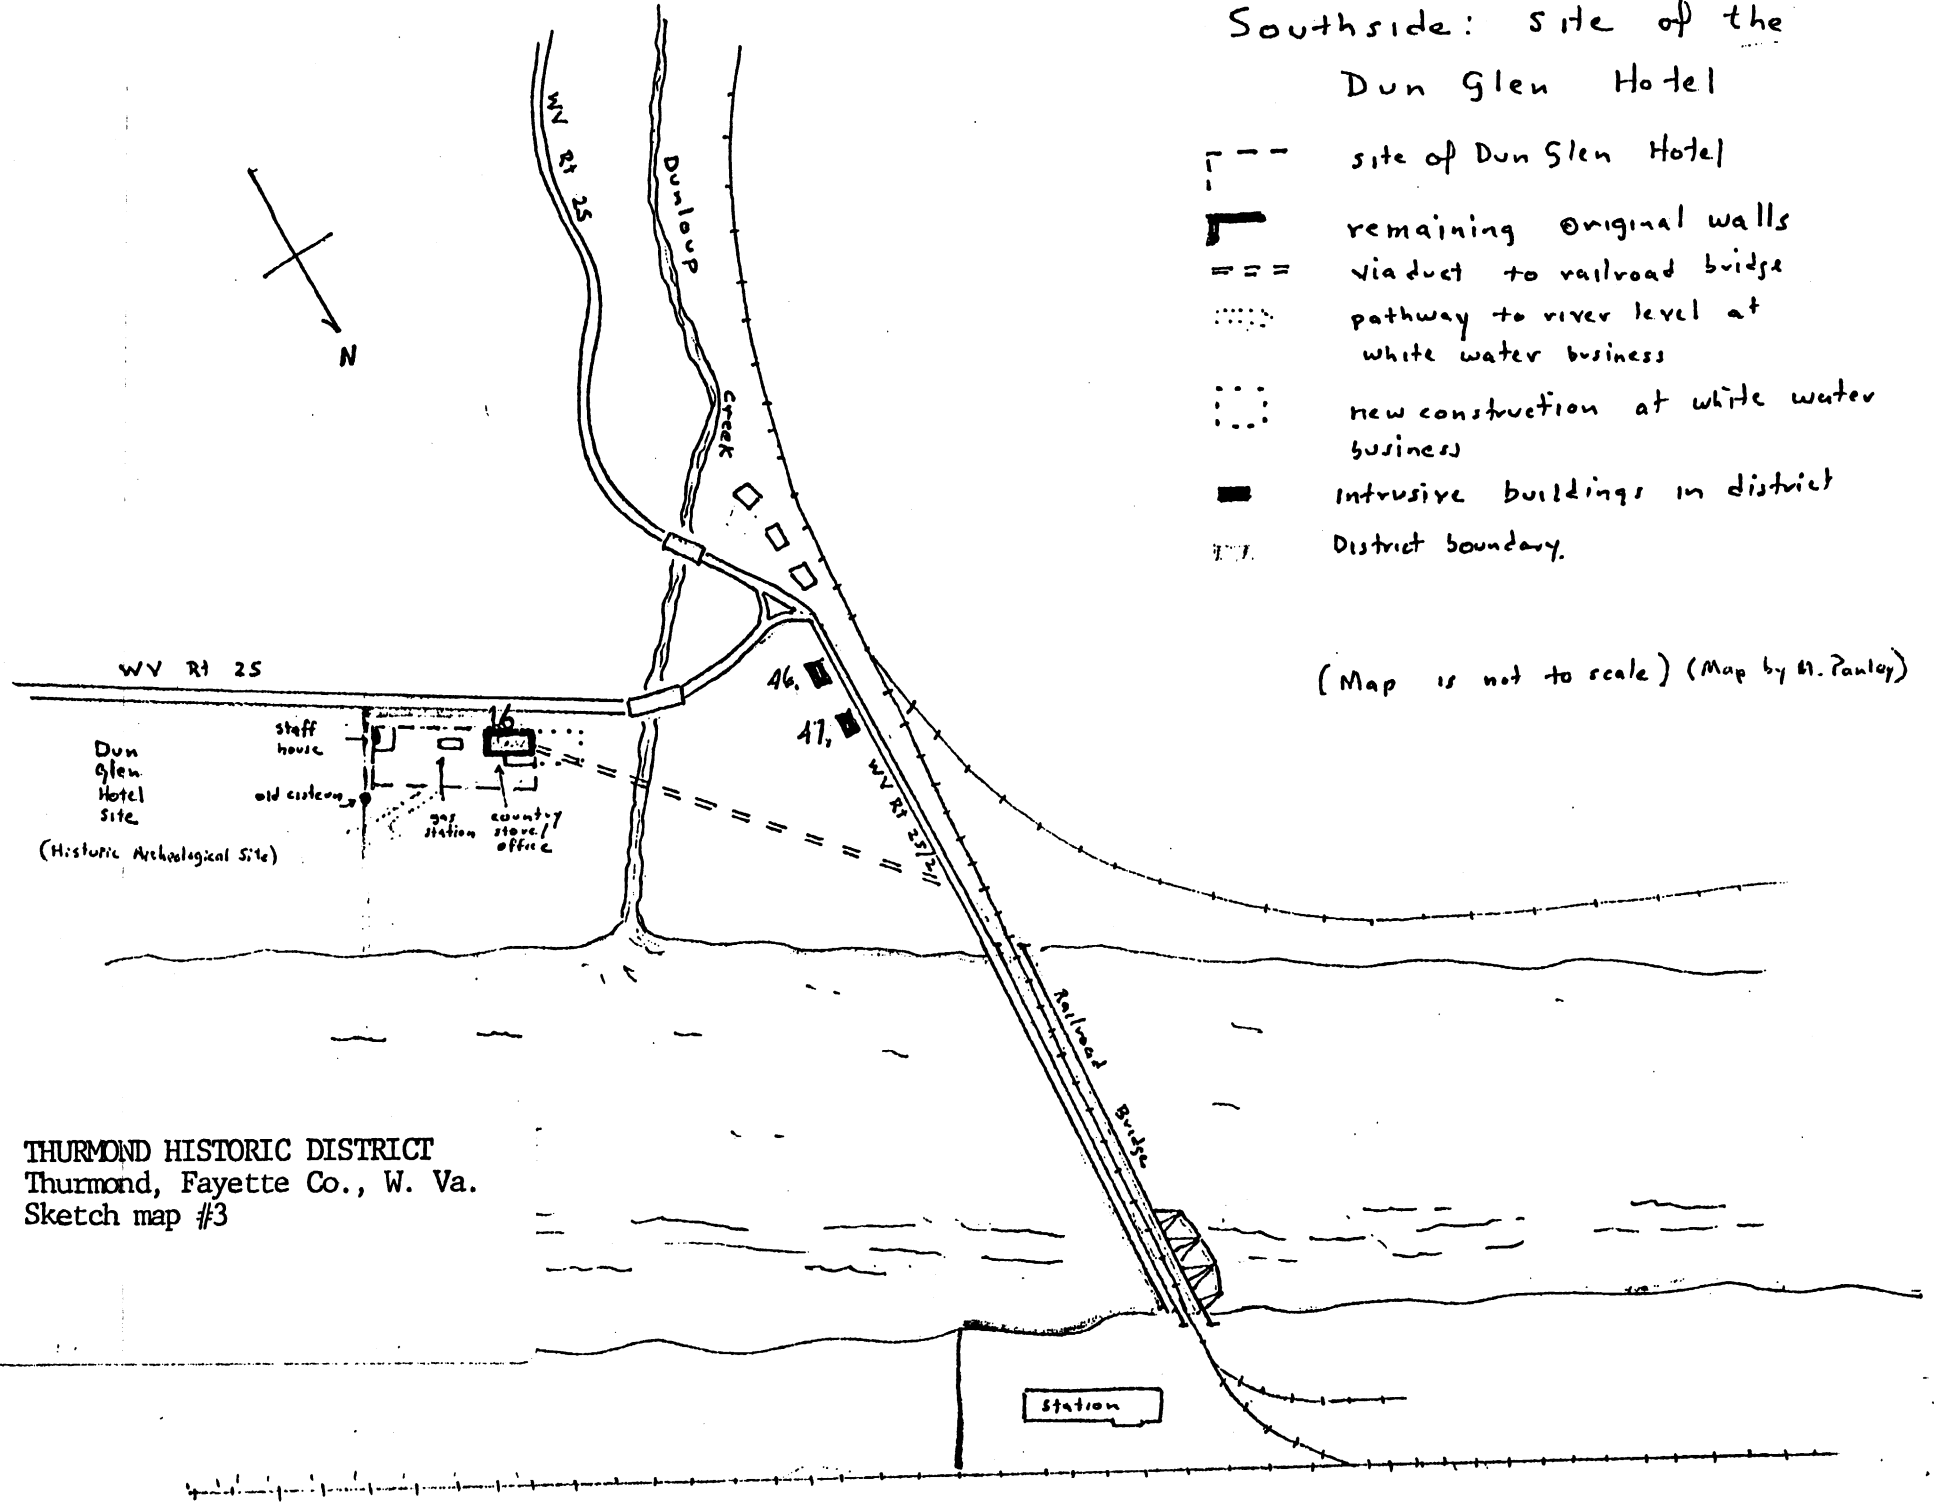 Southside: site of the
Dun Glen Hotel
site of Dun Glen Hotel
remaining original walls
viaduct to railroad bridge
pathway to river level at
white water business
new construction at white water
business
Intrusive buildings in district
District boundary.
(Map is not to scale) (Map by M. Pauley)
WV Rt 25
Dunloup
Creek
N
WV Rt 25
46.
47.
16
staff
house
Dun
Glen
Hotel
Site
(Historic Archeological Site)
old cistern
gas
station
country
store/
office
WV Rt 25/2
Railroad
Bridge
THURMOND HISTORIC DISTRICT
Thurmond, Fayette Co., W. Va.
Sketch map #3
Station